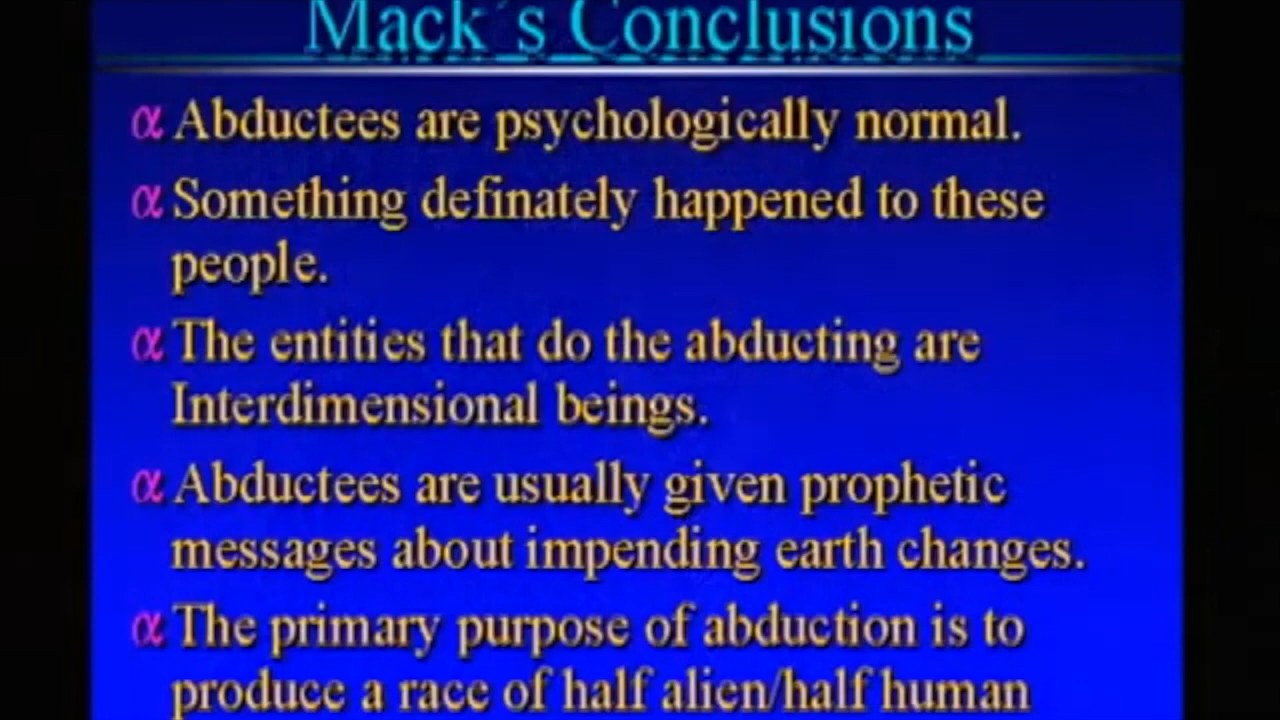 Mack´s Conclusions
α Abductees are psychologically normal.
α Something definately happened to these
people.
α The entities that do the abducting are
Interdimensional beings.
α Abductees are usually given prophetic
messages about impending earth changes.
α The primary purpose of abduction is to
produce a race of half alien/half human